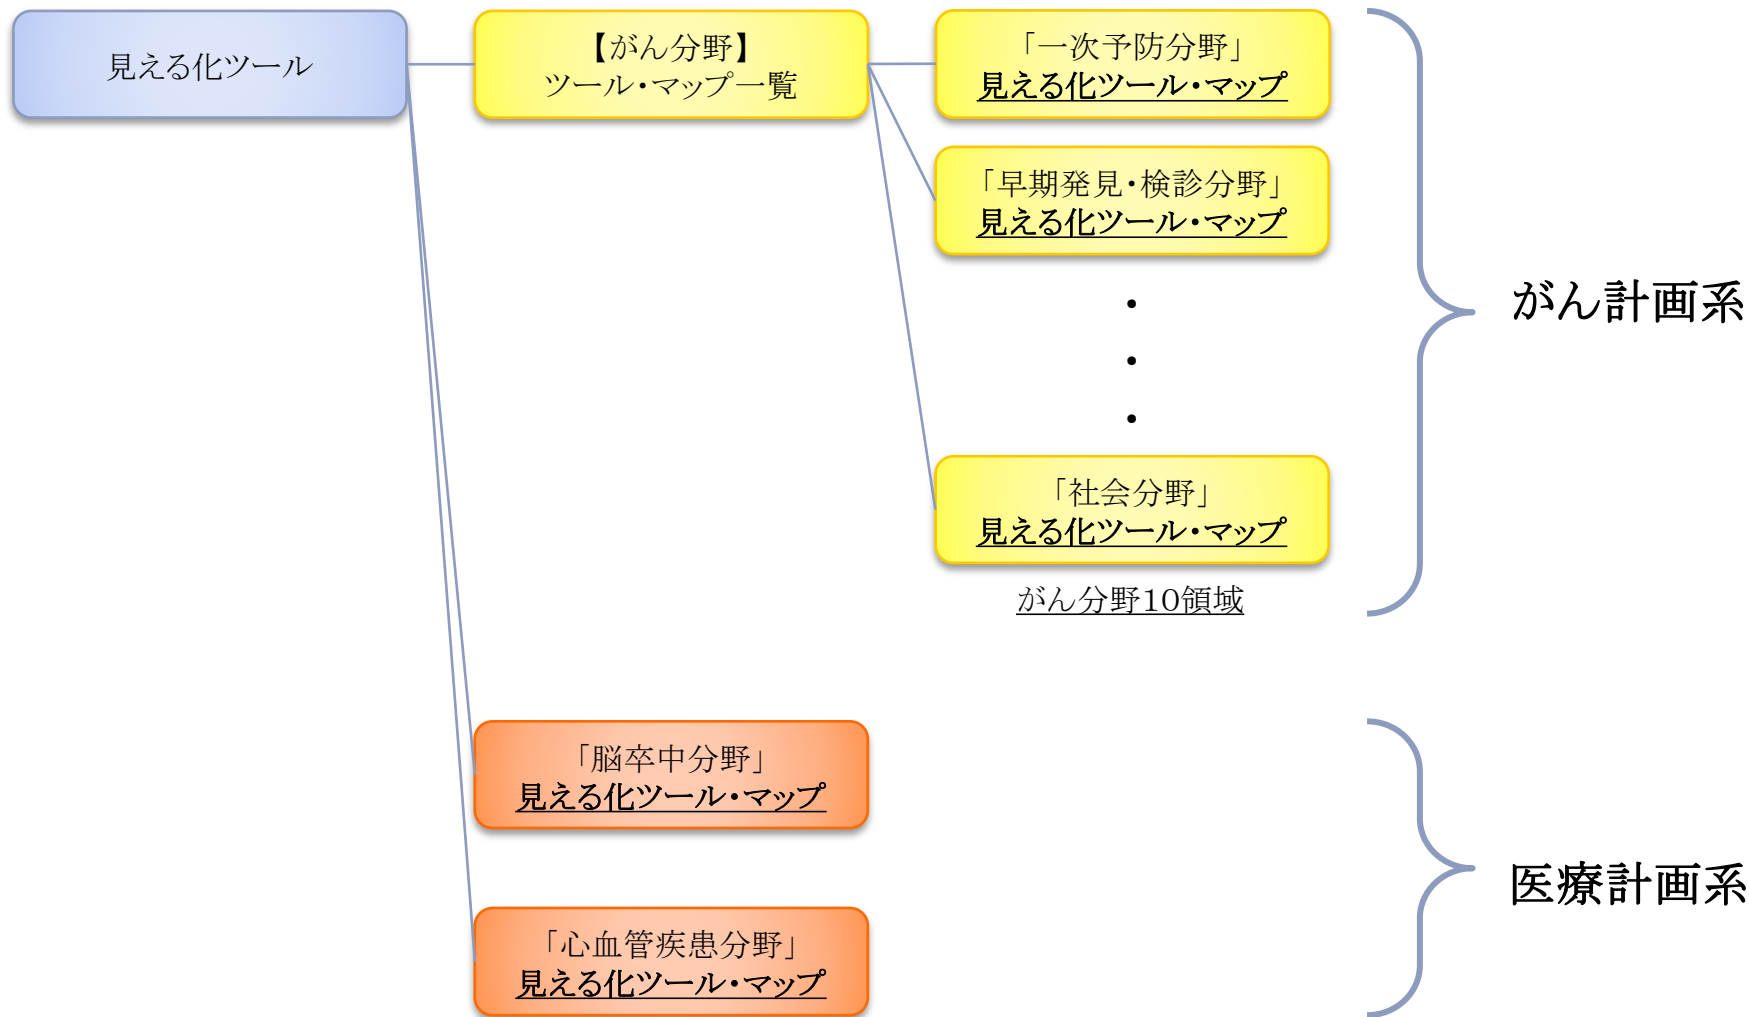 見える化ツール
【がん分野】
ツール・マップ一覧
「一次予防分野」
見える化ツール・マップ
「早期発見・検診分野」
見える化ツール・マップ
・
・
・
「社会分野」
見える化ツール・マップ
がん分野10領域
がん計画系
「脳卒中分野」
見える化ツール・マップ
「心血管疾患分野」
見える化ツール・マップ
医療計画系